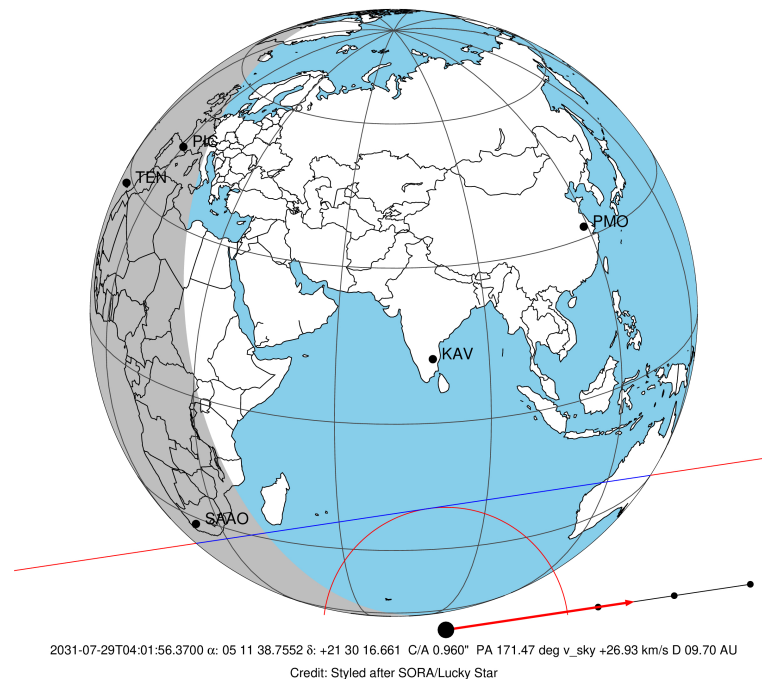 PIC
TEN
PMO
KAV
SAAO
2031-07-29T04:01:56.3700 α: 05 11 38.7552 δ: +21 30 16.661 C/A 0.960" PA 171.47 deg v_sky +26.93 km/s D 09.70 AU
Credit: Styled after SORA/Lucky Star